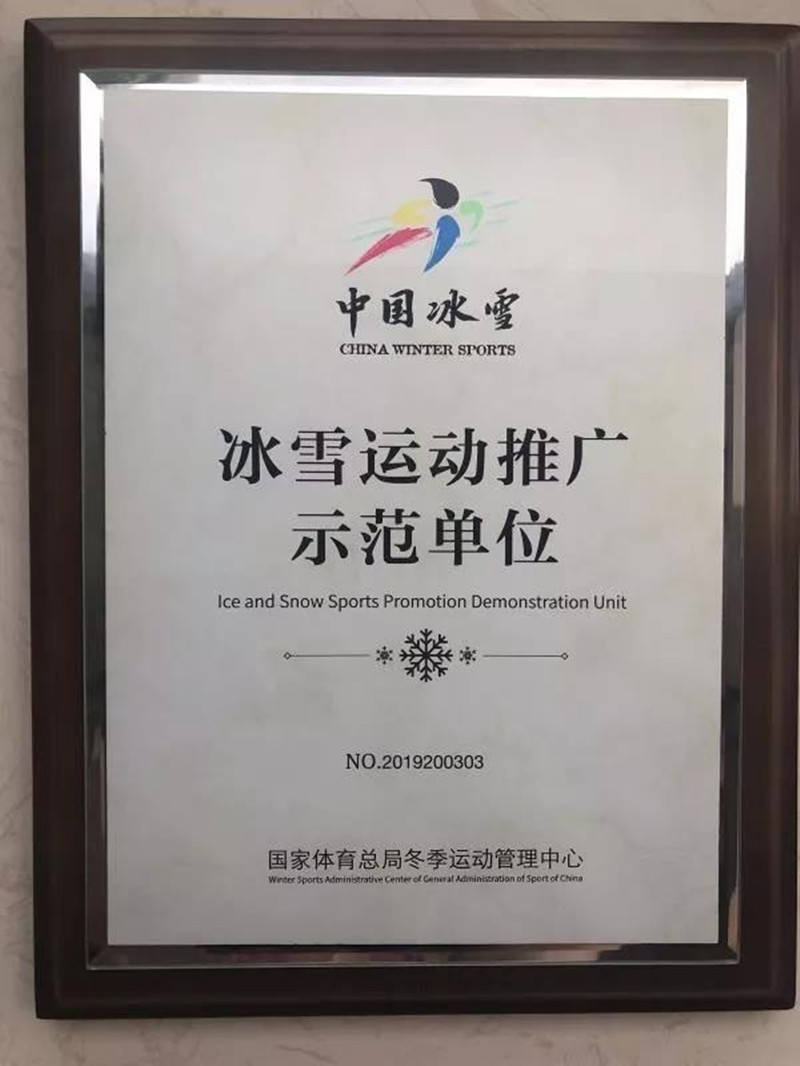 中国冰雪
CHINA WINTER SPORTS
冰雪运动推广
示范单位
Ice and Snow Sports Promotion Demonstration Unit
NO.2019200303
国家体育总局冬季运动管理中心
Winter Sports Administrative Center of General Administration of Sport of China